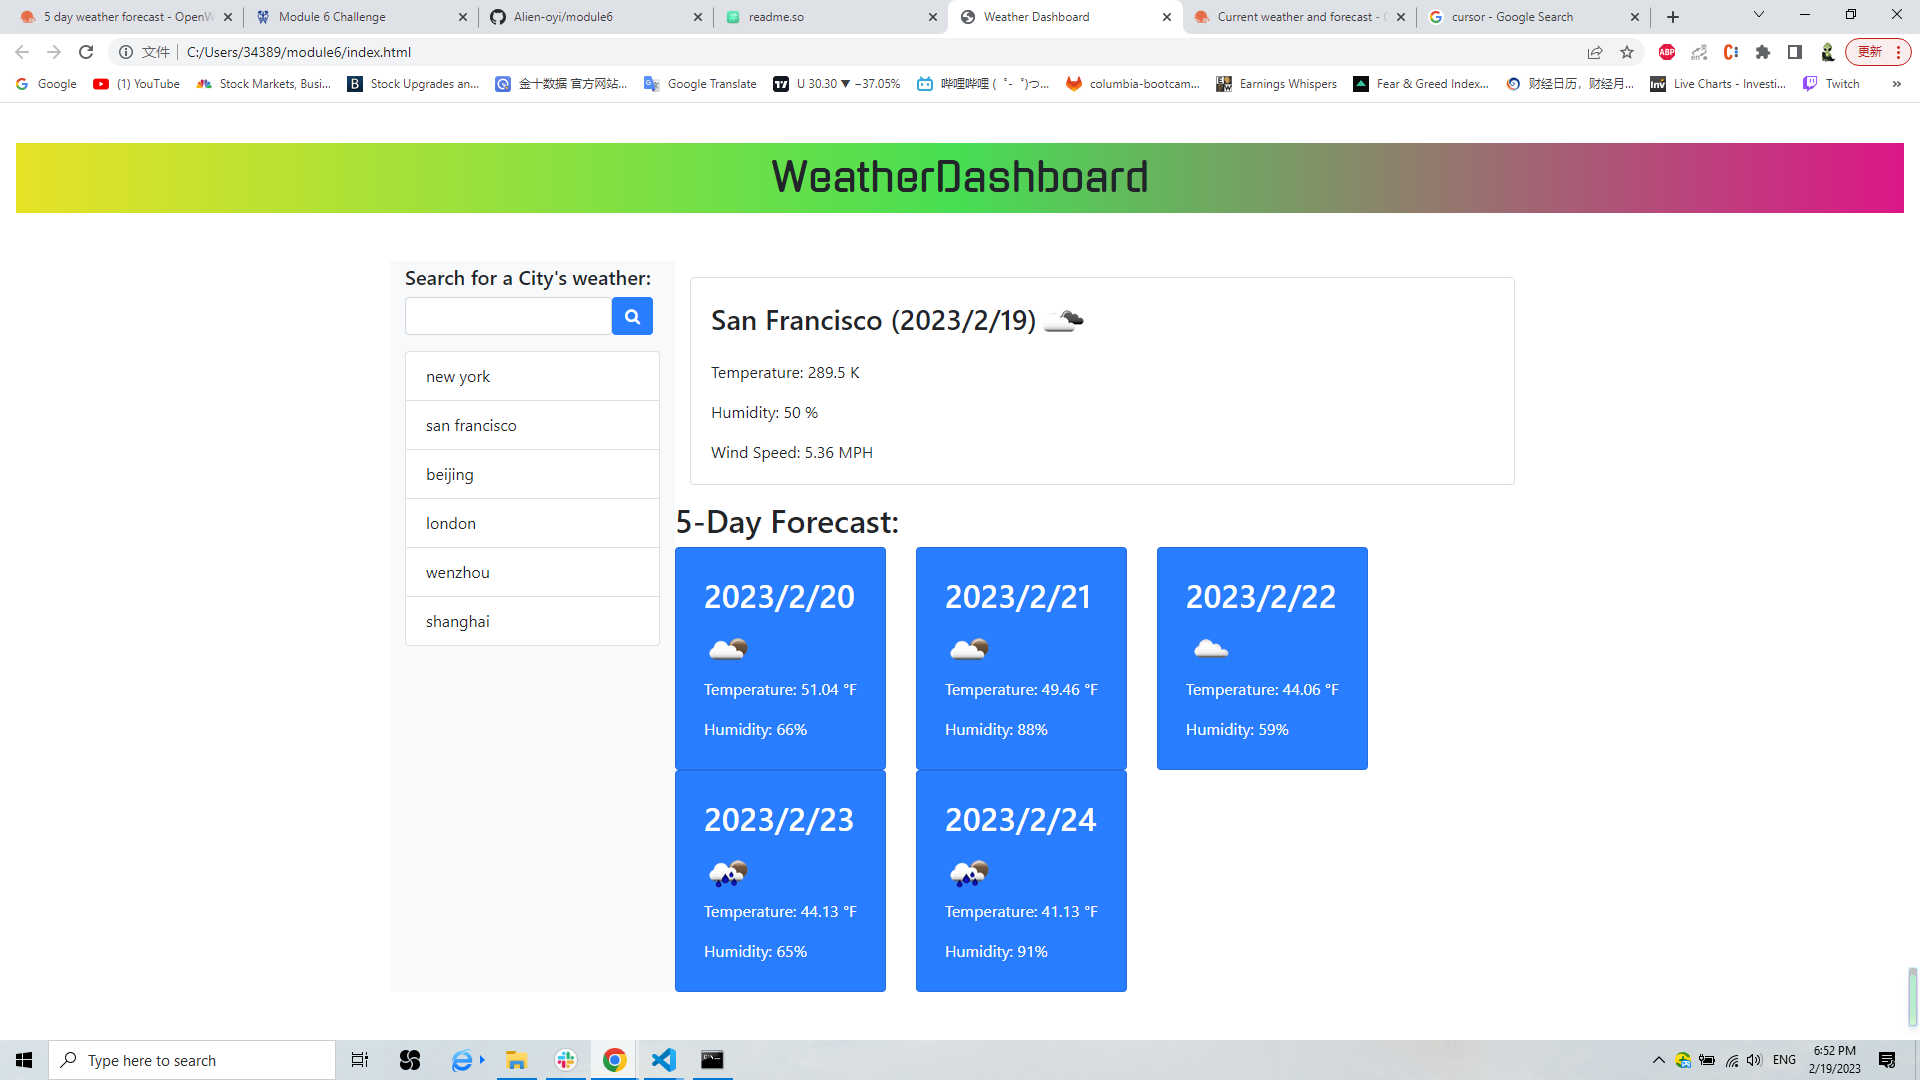 5 day weather forecast - OpenW
Module 6 Challenge
Alien-oyi/module6
readme.so
Weather Dashboard
Current weather and forecast -
cursor - Google Search
文件
C:/Users/34389/module6/index.html
ABP
en
更新
Google
(1) YouTube
Stock Markets, Busi...
B
Stock Upgrades an...
金十数据 官方网站...
Google Translate
U 30.30 ▼ −37.05%
哔哩哔哩 (゜-゜)つ...
columbia-bootcam...
Earnings Whispers
Fear & Greed Index...
财经日历，财经月...
Inv
Live Charts - Investi...
Twitch
»
WeatherDashboard
Search for a City's weather:
new york
san francisco
beijing
london
wenzhou
shanghai
San Francisco (2023/2/19)
Temperature: 289.5 K
Humidity: 50 %
Wind Speed: 5.36 MPH
5-Day Forecast:
2023/2/20
Temperature: 51.04 °F
Humidity: 66%
2023/2/21
Temperature: 49.46 °F
Humidity: 88%
2023/2/22
Temperature: 44.06 °F
Humidity: 59%
2023/2/23
Temperature: 44.13 °F
Humidity: 65%
2023/2/24
Temperature: 41.13 °F
Humidity: 91%
Type here to search
ENG
6:52 PM
2/19/2023